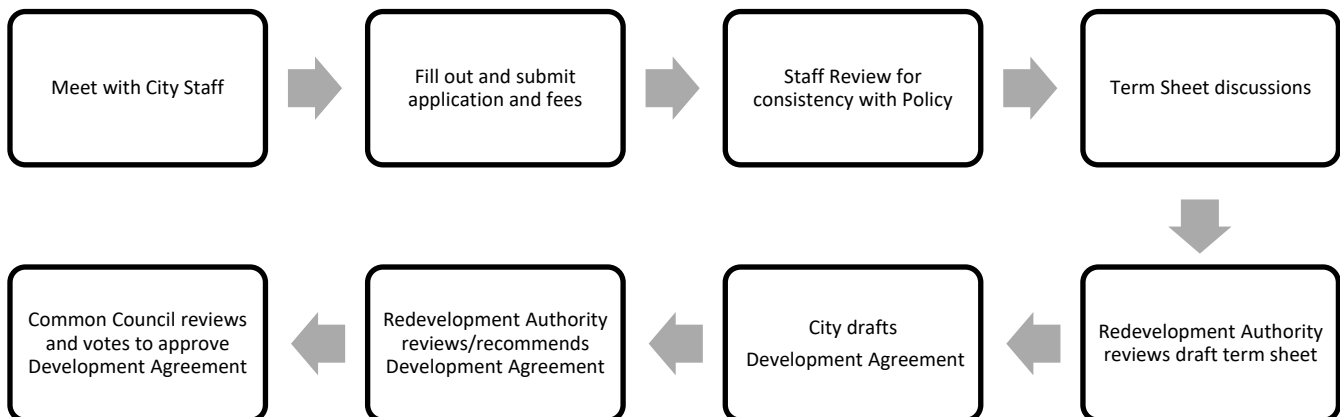 Meet with City Staff
Fill out and submit
application and fees
Staff Review for
consistency with Policy
Term Sheet discussions
Redevelopment Authority
reviews draft term sheet
City drafts
Development Agreement
Redevelopment Authority
reviews/recommends
Development Agreement
Common Council reviews
and votes to approve
Development Agreement